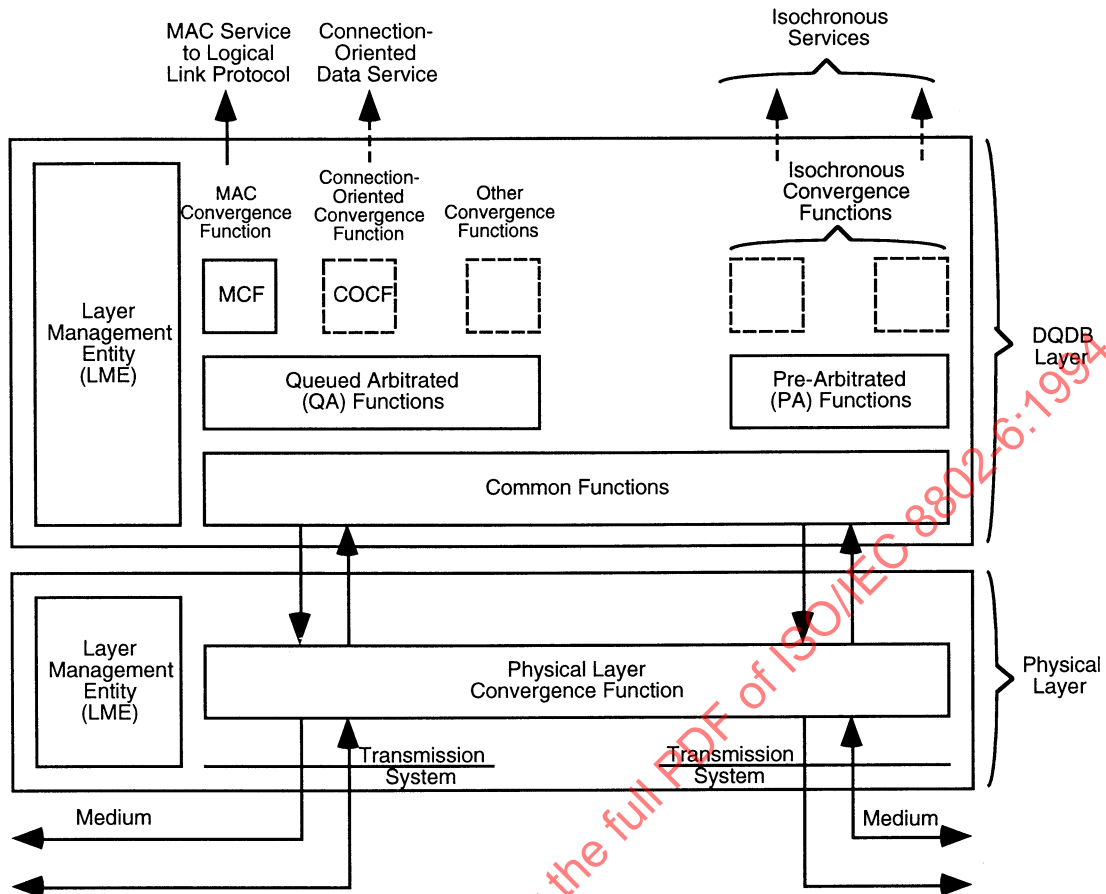 MAC Service
to Logical
Link Protocol
Connection-
Oriented
Data Service
Isochronous
Services
MAC
Convergence
Function
Connection-
Oriented
Convergence
Function
Other
Convergence
Functions
Isochronous
Convergence
Functions
MCF
COCF
Layer
Management
Entity
(LME)
Queued Arbitrated
(QA) Functions
Pre-Arbitrated
(PA) Functions
DQDB
Layer
Common Functions
Layer
Management
Entity
(LME)
Physical Layer
Convergence Function
Physical
Layer
Transmission
System
Transmission
System
Medium
Medium
the full PDF of ISO/IEC 8802-6:1994